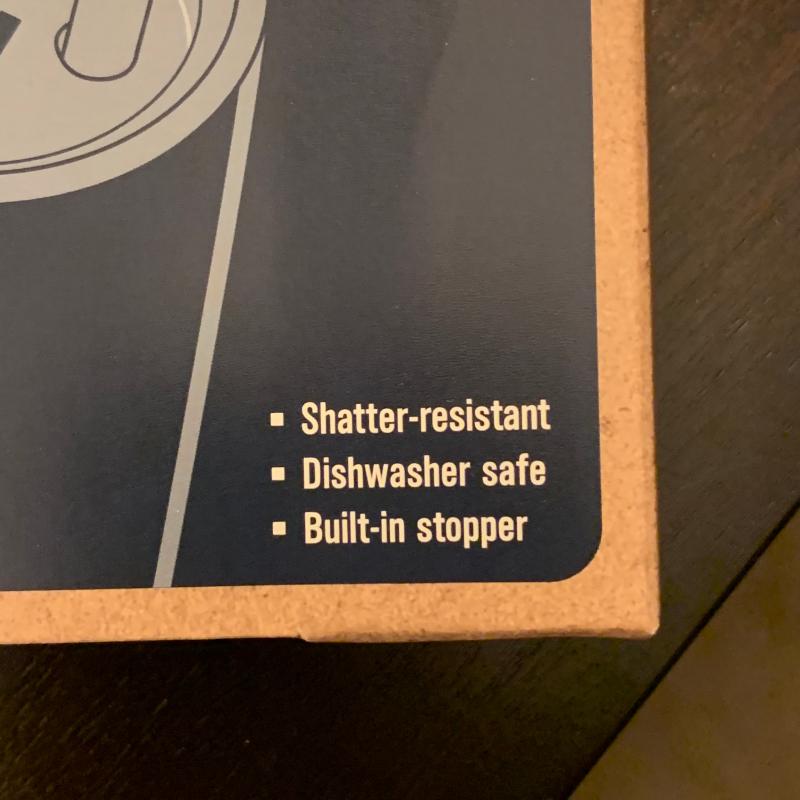 ▪ Shatter-resistant
▪ Dishwasher safe
▪ Built-in stopper